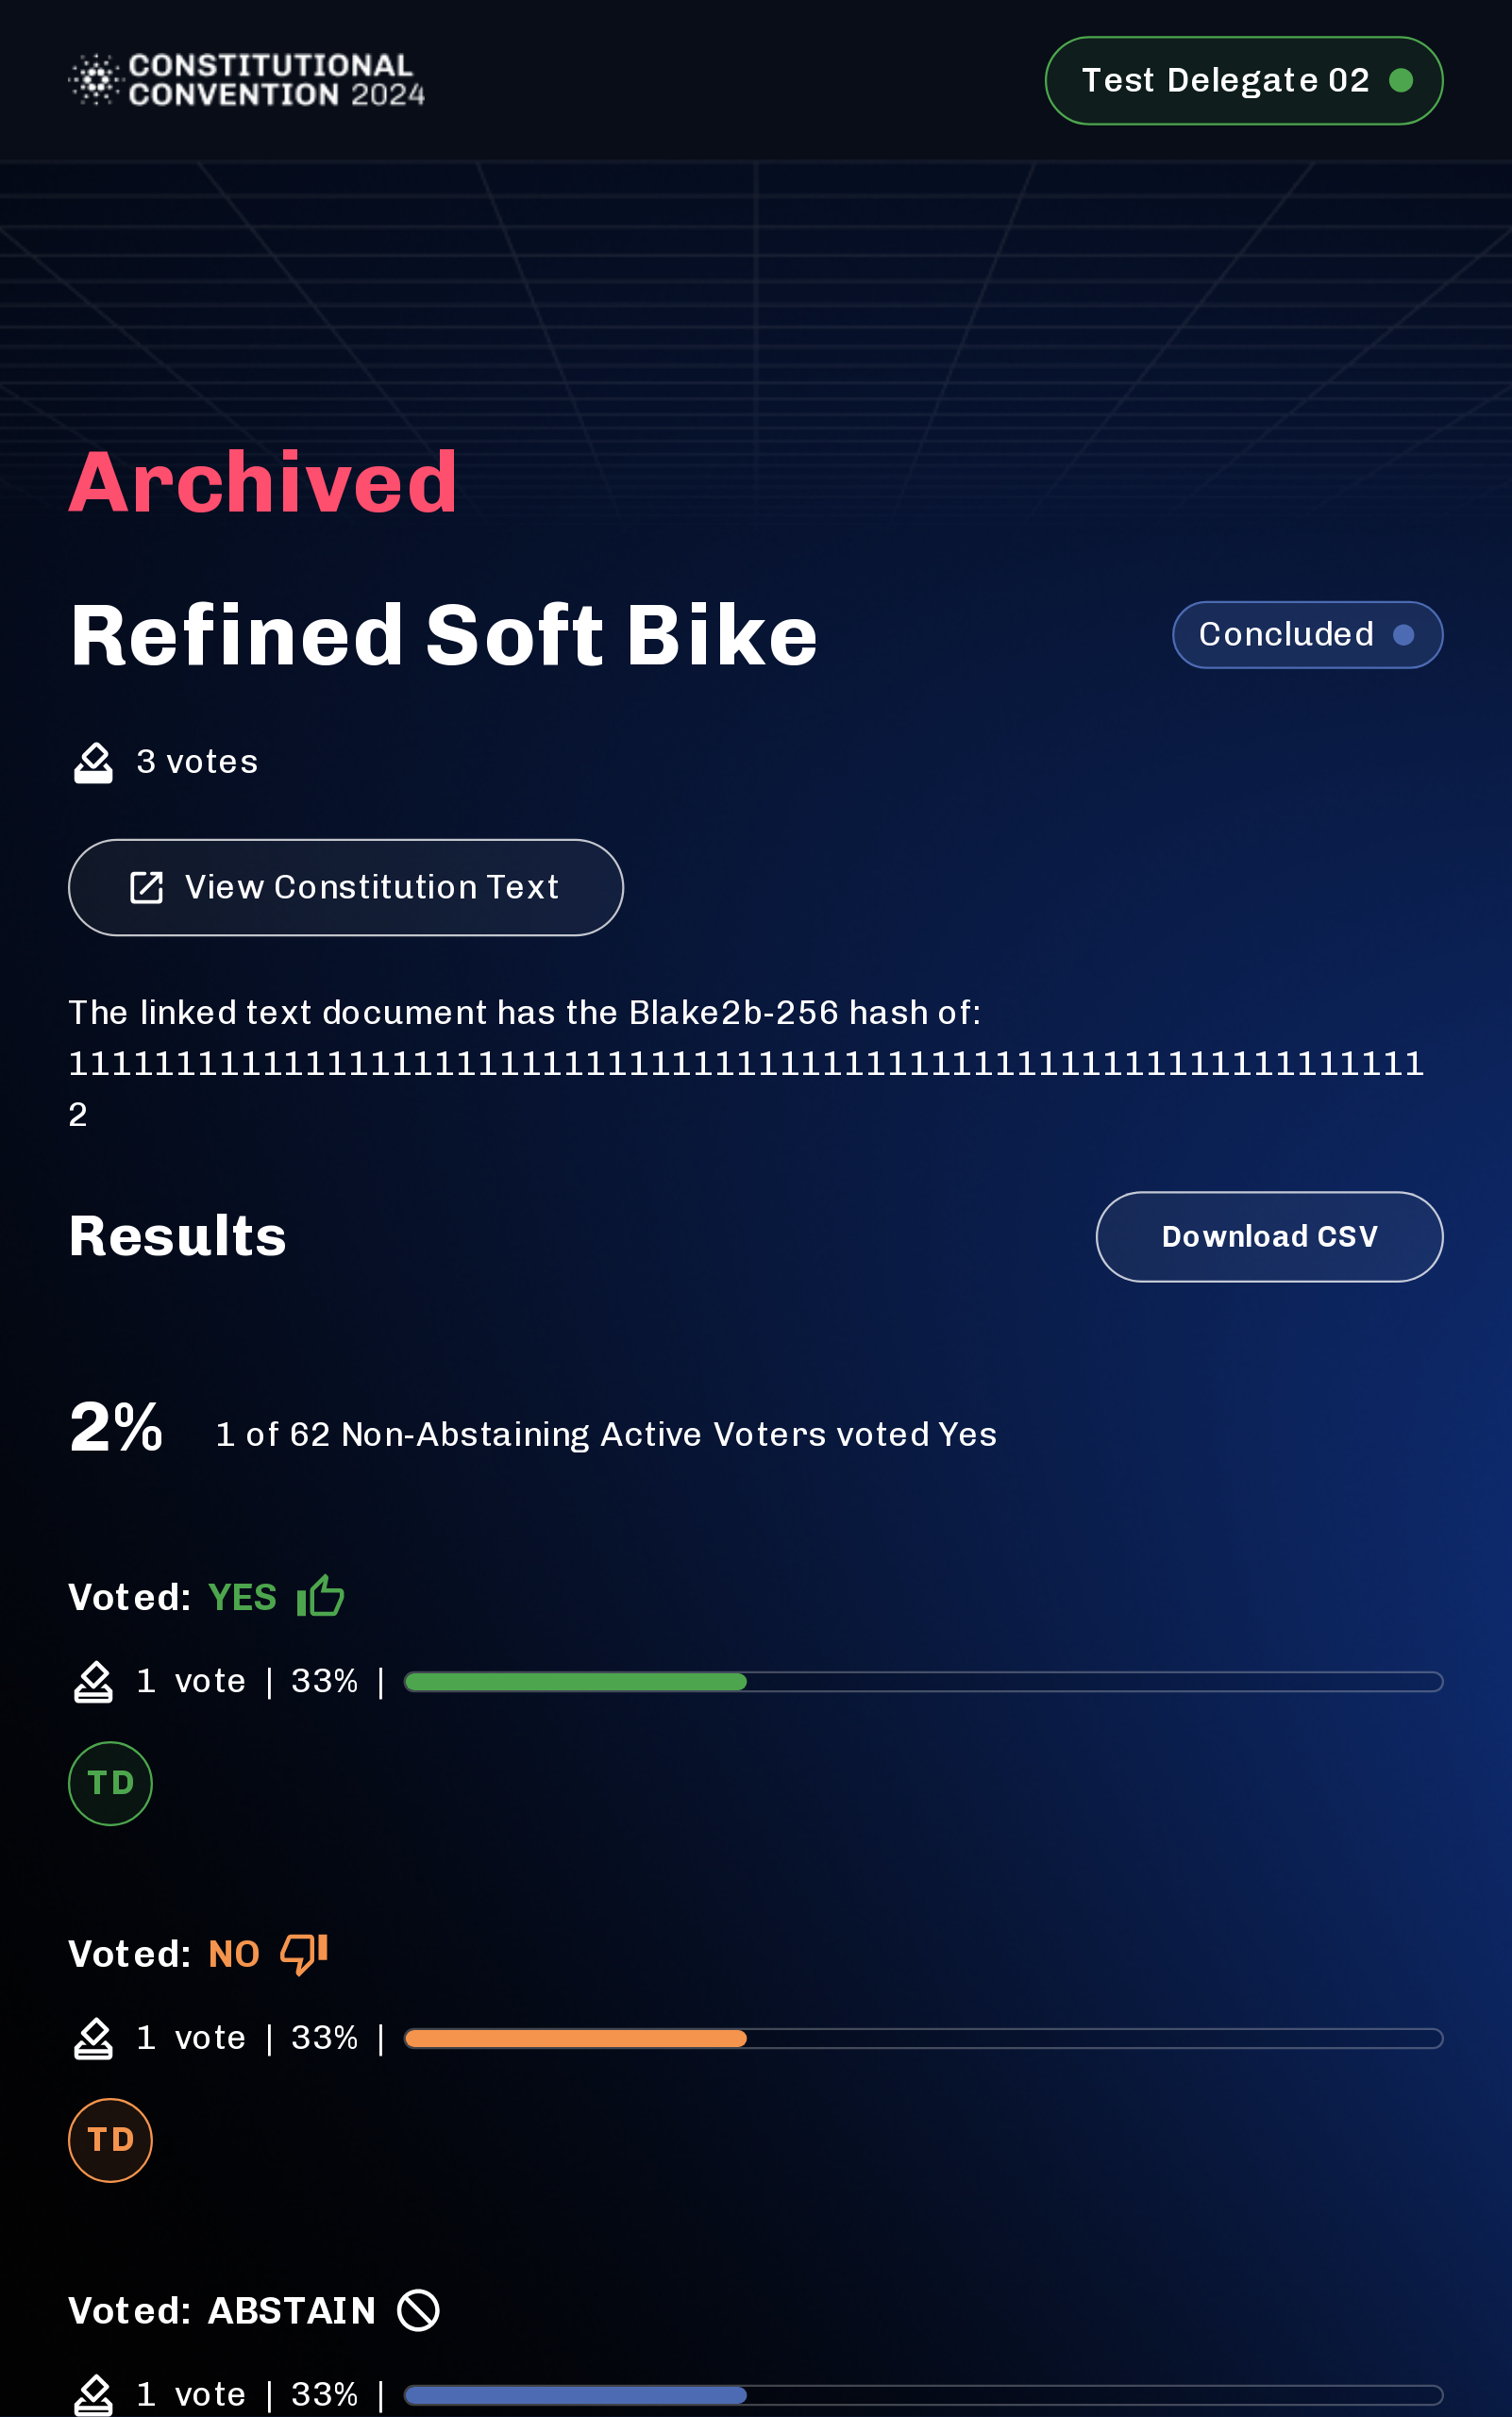 CONSTITUTIONAL
CONVENTION 2024
Test Delegate 02
Archived
Refined Soft Bike
Concluded
3 votes
View Constitution Text
The linked text document has the Blake2b-256 hash of:
111111111111111111111111111111111111111111111111111111111111111
2
Results
Download CSV
2%
1 of 62 Non-Abstaining Active Voters voted Yes
Voted: YES
1 vote | 33% |
TD
Voted: NO
1 vote | 33% |
TD
Voted: ABSTAIN
1 vote | 33% |